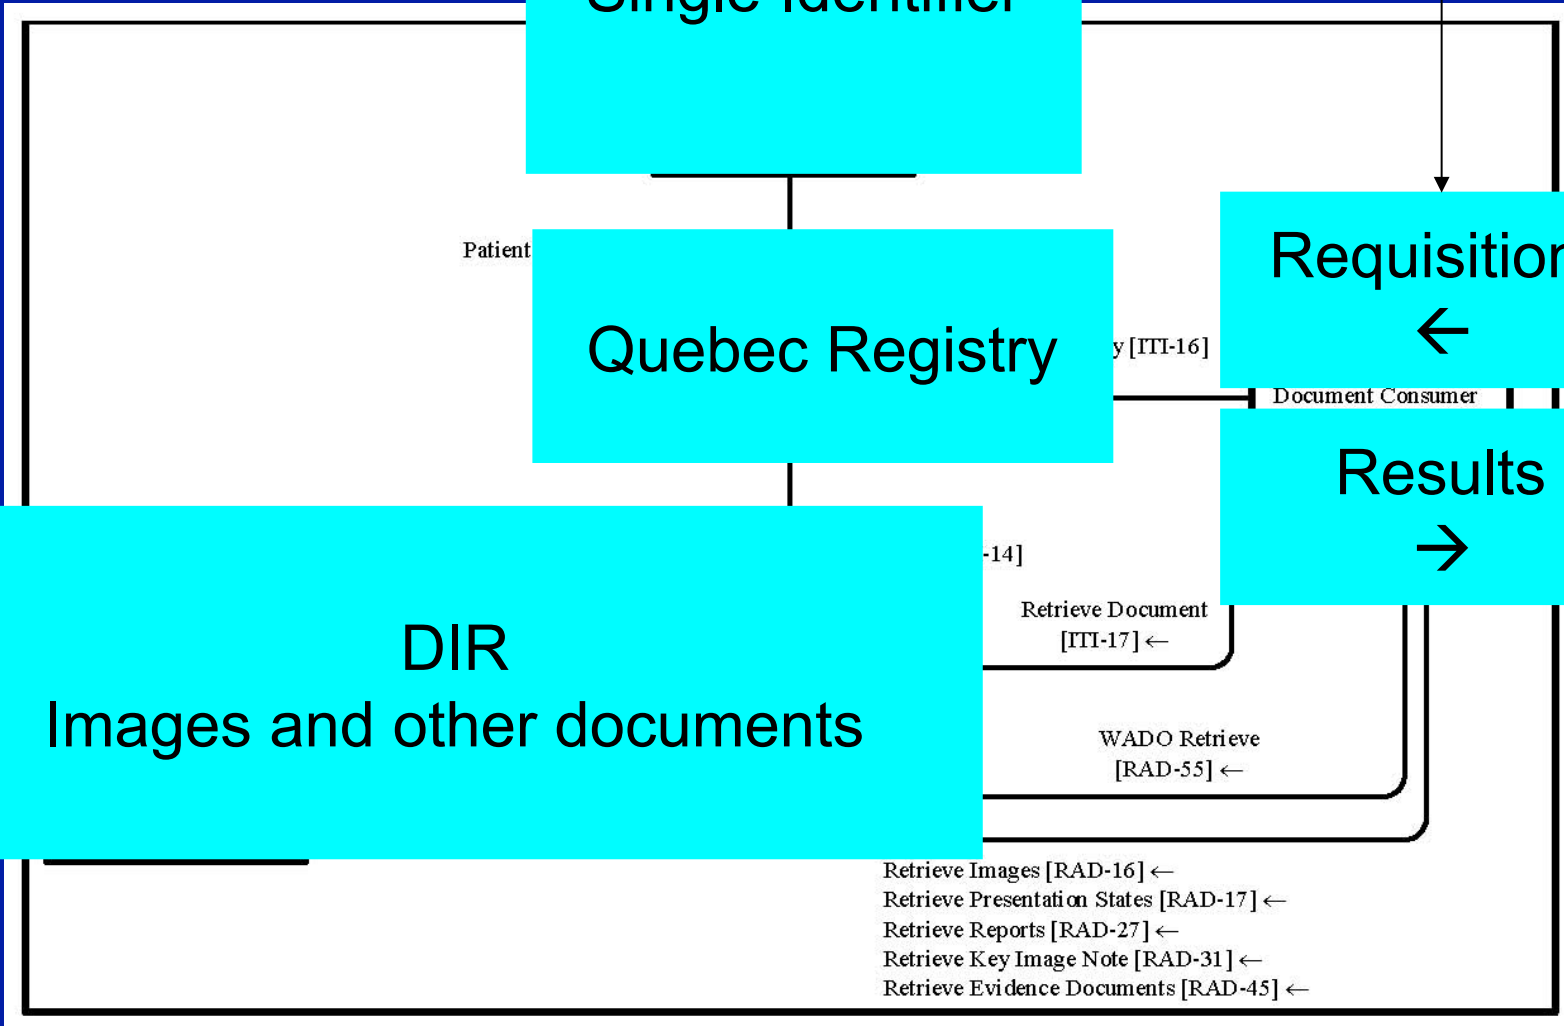 Single Identifier
Patient
Requisition
←
Quebec Registry
y [ITI-16]
Document Consumer
Results
→
-14]
Retrieve Document
[ITI-17] ←
DIR
Images and other documents
WADO Retrieve
[RAD-55] ←
Retrieve Images [RAD-16] ←
Retrieve Presentation States [RAD-17] ←
Retrieve Reports [RAD-27] ←
Retrieve Key Image Note [RAD-31] ←
Retrieve Evidence Documents [RAD-45] ←